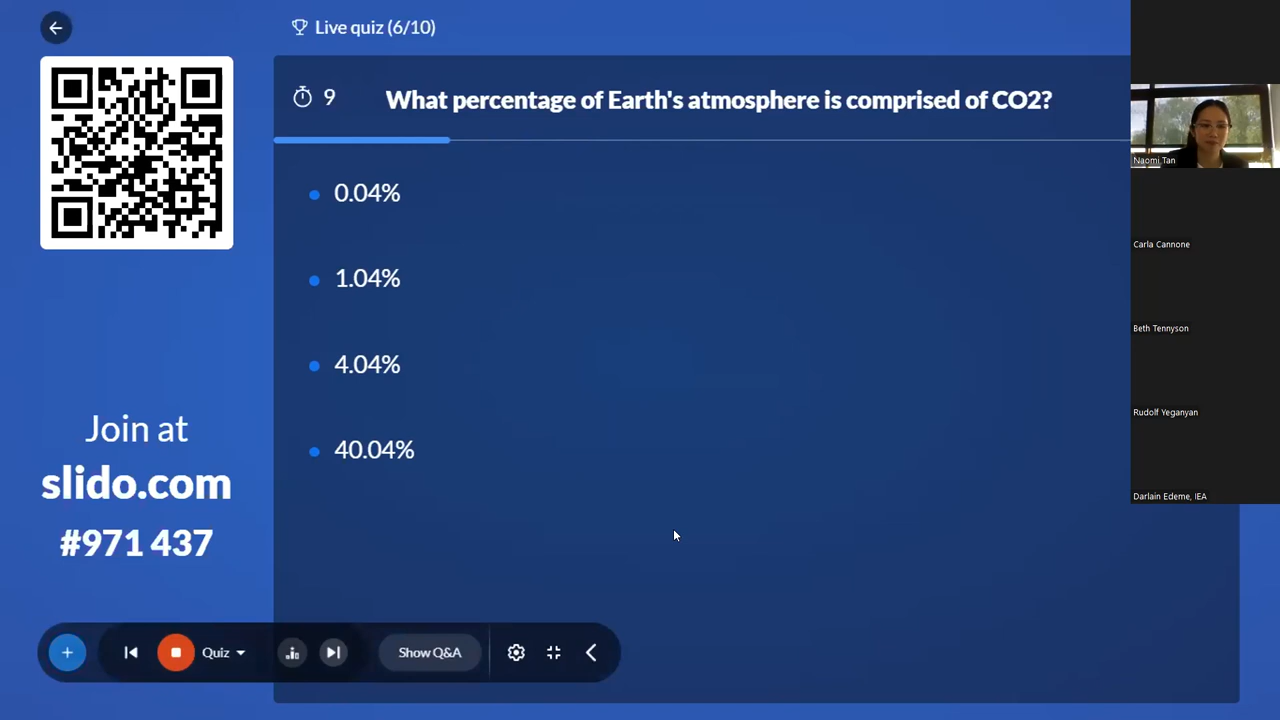 Live quiz (6/10)
9
What percentage of Earth's atmosphere is comprised of CO2?
0.04%
1.04%
4.04%
40.04%
Join at
slido.com
#971 437
Quiz
Show Q&A
Naomi Tan
Carla Cannone
Beth Tennyson
Rudolf Yeganyan
Darlain Edeme, IEA